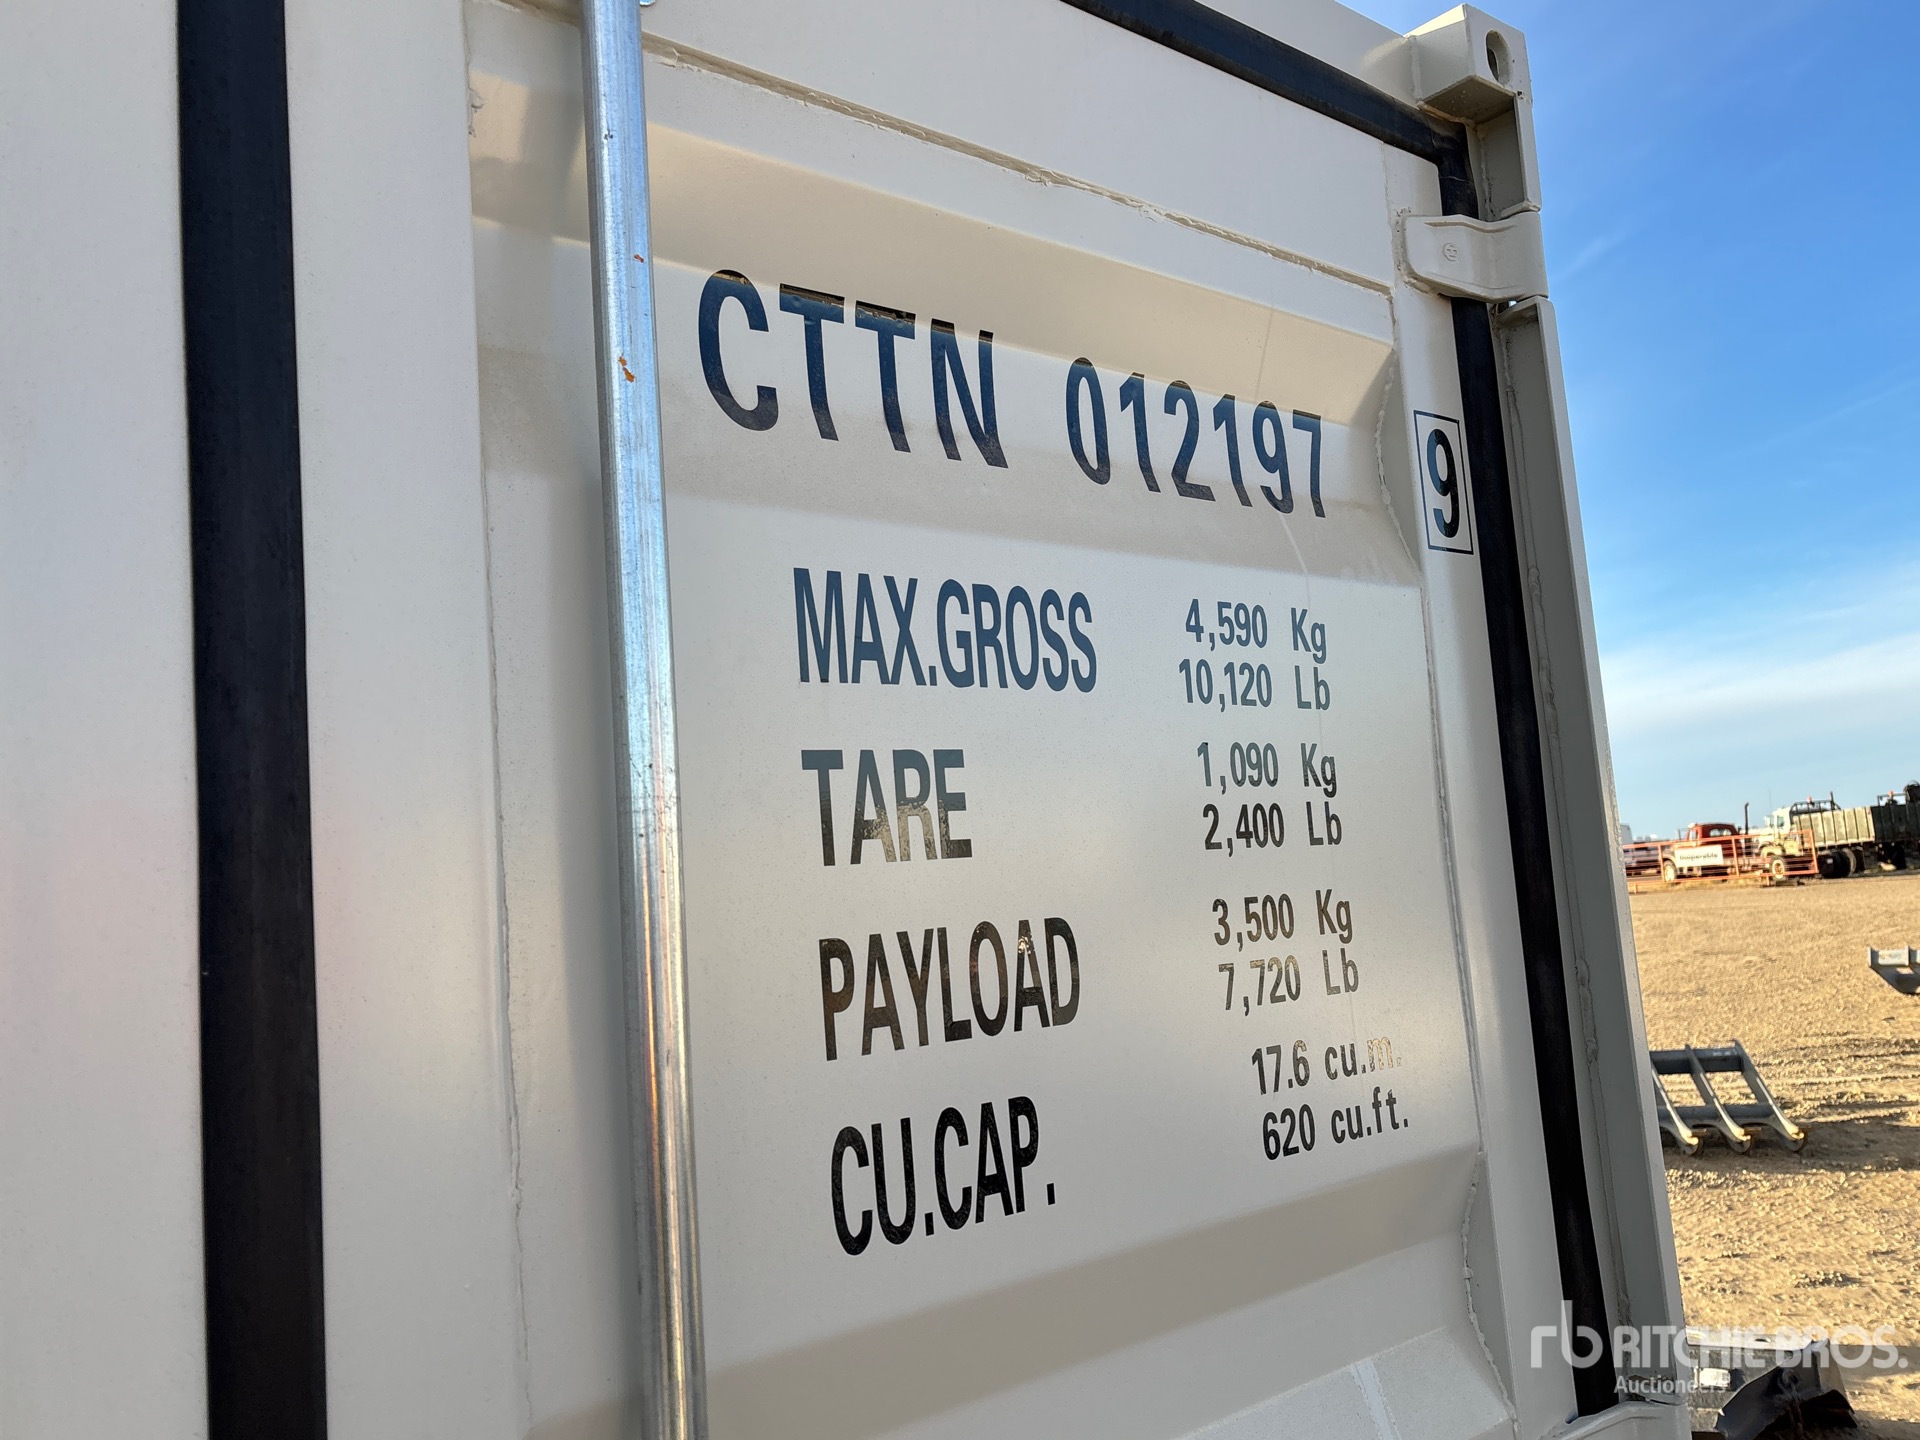 CTTN 012197 9
MAX.GROSS 4,590 Kg
10,120 Lb
TARE 1,090 Kg
2,400 Lb
PAYLOAD 3,500 Kg
7,720 Lb
CU.CAP. 17.6 cu.m.
620 cu.ft.
rb RITCHIE BROS.
Auctioneers